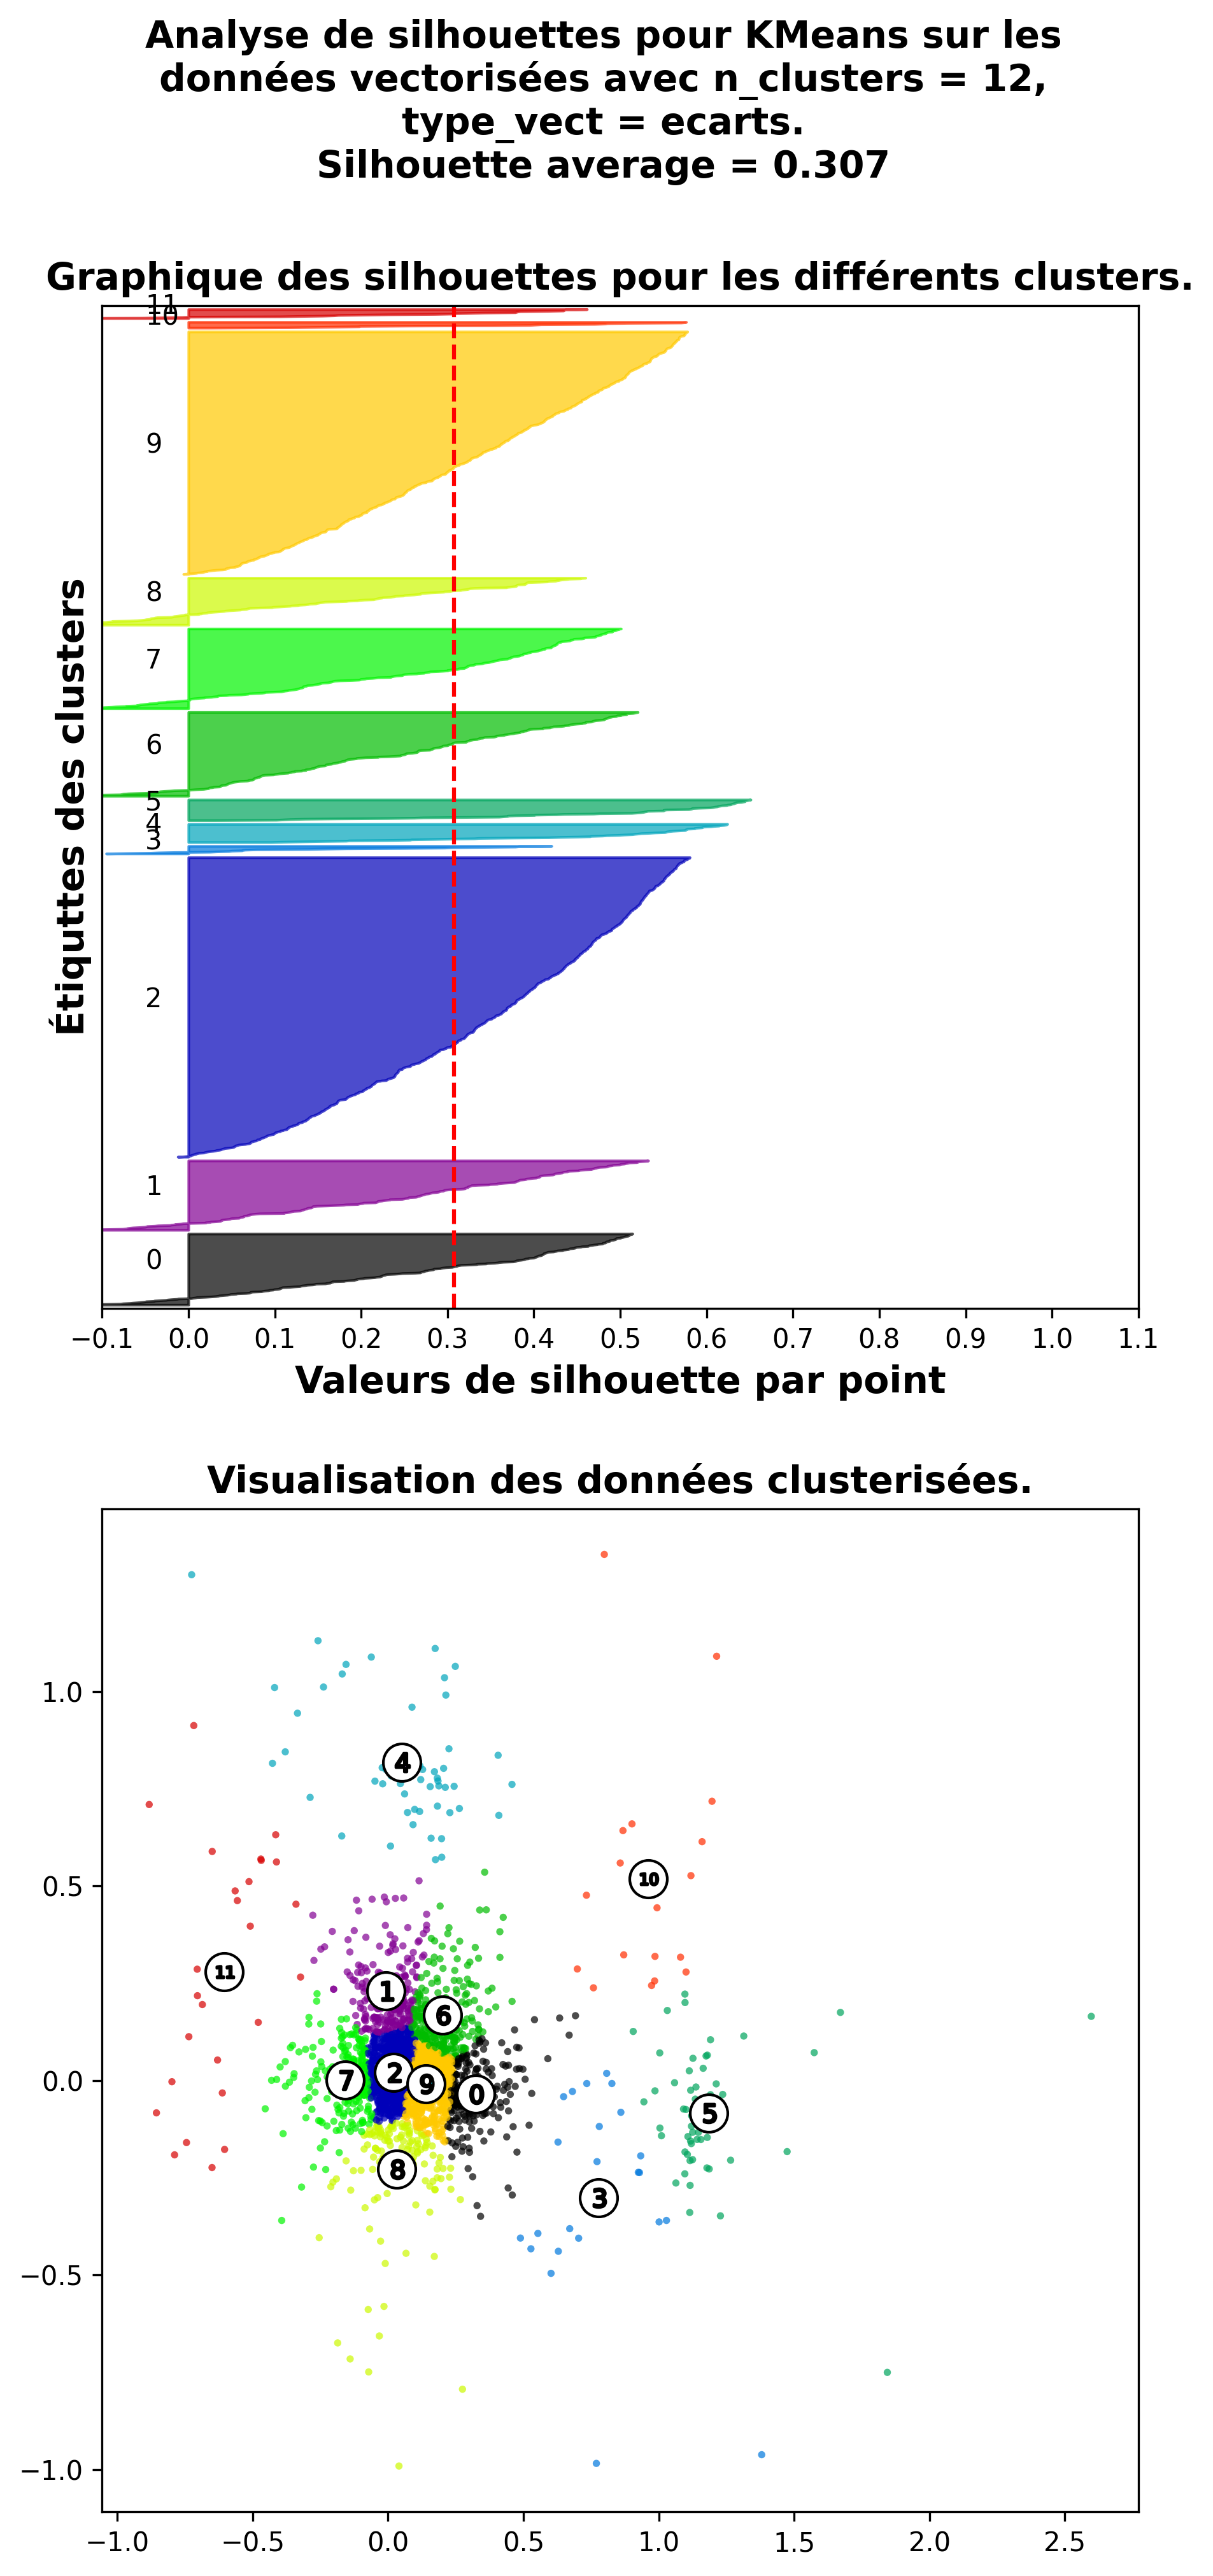 Analyse de silhouettes pour KMeans sur les
données vectorisées avec n_clusters = 12,
type_vect = ecarts.
Silhouette average = 0.307
Graphique des silhouettes pour les différents clusters.
11
10
9
8
7
6
5
4
3
2
1
0
Étiquttes des clusters
−0.1 0.0 0.1 0.2 0.3 0.4 0.5 0.6 0.7 0.8 0.9 1.0 1.1
Valeurs de silhouette par point
Visualisation des données clusterisées.
1.0
0.5
0.0
−0.5
−1.0
4
10
11
1
6
7 2 9 0
5
8
3
−1.0 −0.5 0.0 0.5 1.0 1.5 2.0 2.5